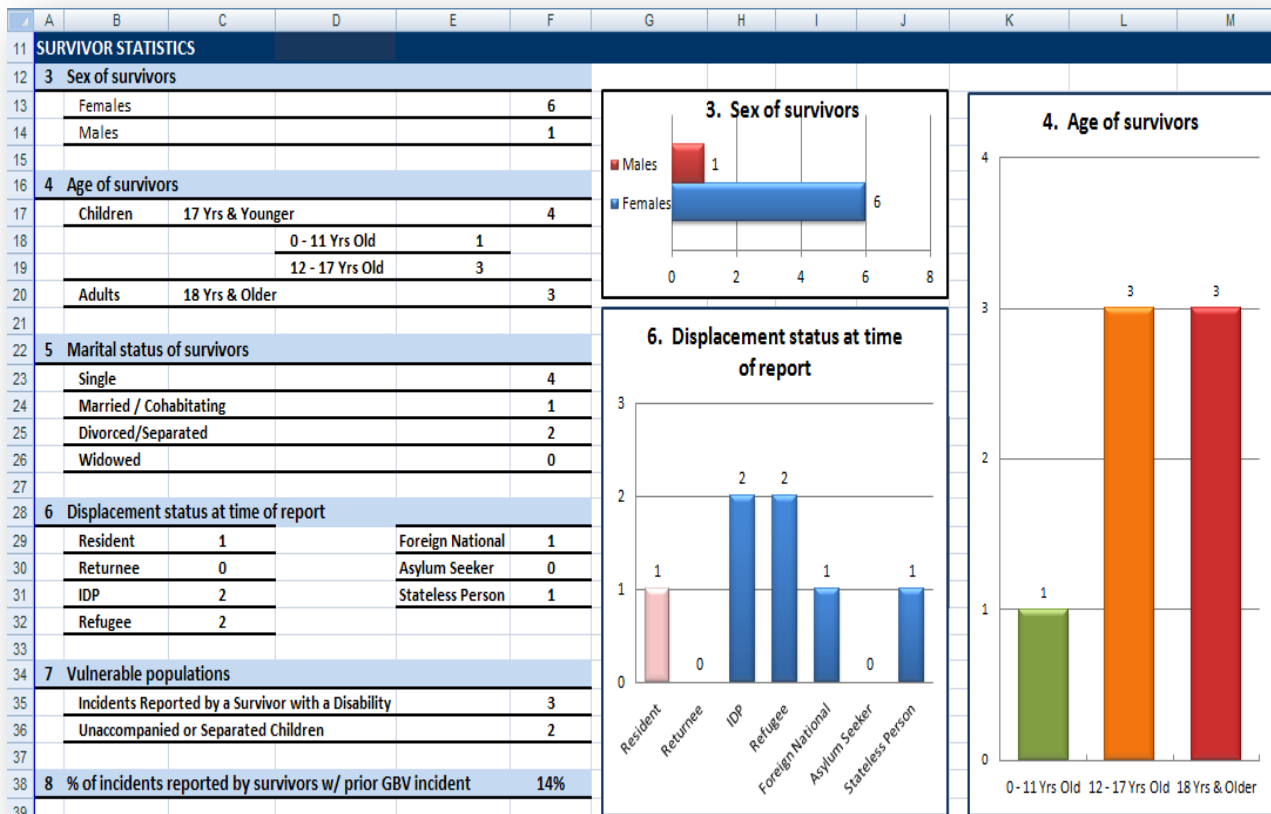 A B C D E F G H I J K L M
11 SURVIVOR STATISTICS
12 3 Sex of survivors
13 Females 6
14 Males 1
15
16 4 Age of survivors
17 Children 17 Yrs & Younger 4
18 0 - 11 Yrs Old 1
19 12 - 17 Yrs Old 3
20 Adults 18 Yrs & Older 3
21
22 5 Marital status of survivors
23 Single 4
24 Married / Cohabitating 1
25 Divorced/Separated 2
26 Widowed 0
27
28 6 Displacement status at time of report
29 Resident 1 Foreign National 1
30 Returnee 0 Asylum Seeker 0
31 IDP 2 Stateless Person 1
32 Refugee 2
33
34 7 Vulnerable populations
35 Incidents Reported by a Survivor with a Disability 3
36 Unaccompanied or Separated Children 2
37
38 8 % of incidents reported by survivors w/ prior GBV incident 14%
39
3. Sex of survivors
Males 1
Females 6
0 2 4 6 8
6. Displacement status at time
of report
3
2 2 2
1 1 1 1
0 0 0
Resident Returnee IDP Refugee Foreign National Asylum Seeker Stateless Person
4. Age of survivors
4
3 3 3
2
1 1
0
0 - 11 Yrs Old 12 - 17 Yrs Old 18 Yrs & Older